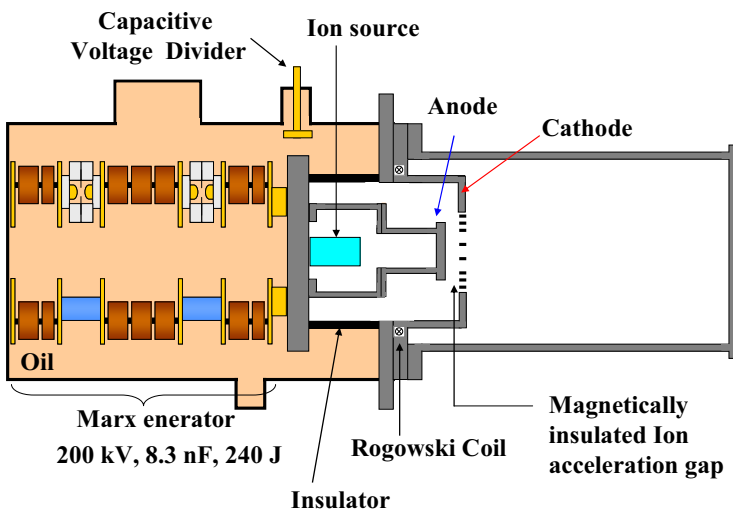 Capacitive
Voltage Divider
Ion source
Anode
Cathode
Oil
Marx enerator
200 kV, 8.3 nF, 240 J
Insulator
Rogowski Coil
Magnetically
insulated Ion
acceleration gap